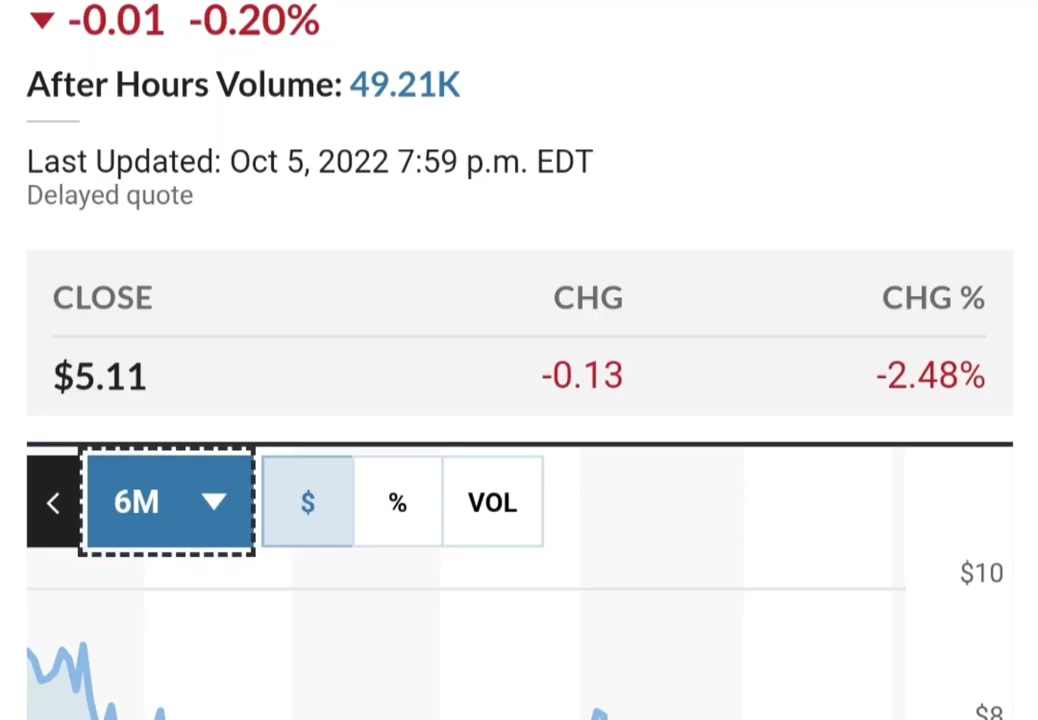 -0.01 -0.20%
After Hours Volume: 49.21K
Last Updated: Oct 5, 2022 7:59 p.m. EDT
Delayed quote
CLOSE CHG CHG %
$5.11 -0.13 -2.48%
6M $ % VOL
$10
$8